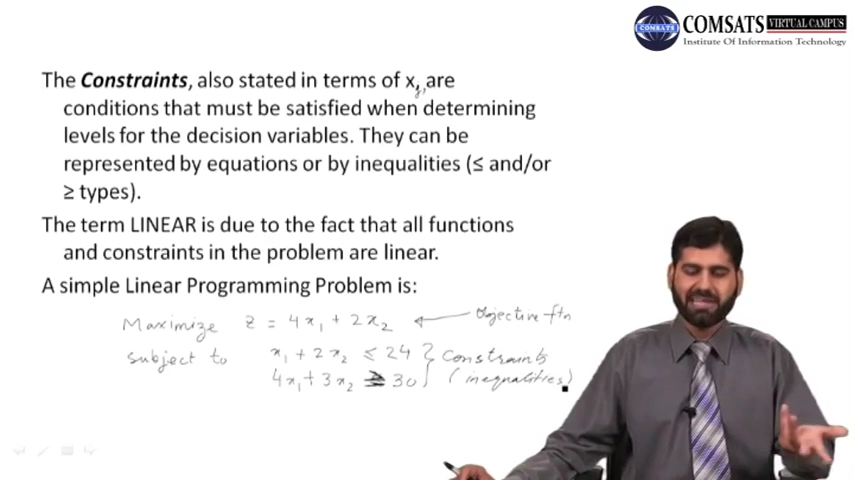 COMSATS VIRTUAL CAMPUS
COMSATS
Institute Of Information Technology
The Constraints, also stated in terms of xj, are
conditions that must be satisfied when determining
levels for the decision variables. They can be
represented by equations or by inequalities (≤ and/or
≥ types).
The term LINEAR is due to the fact that all functions
and constraints in the problem are linear.
A simple Linear Programming Problem is:
Maximize z = 4x₁ + 2x₂ ← Objective ftn
subject to x₁ + 2x₂ ≤ 24 } Constraints
4x₁ + 3x₂ ≥ 30 (inequalities)